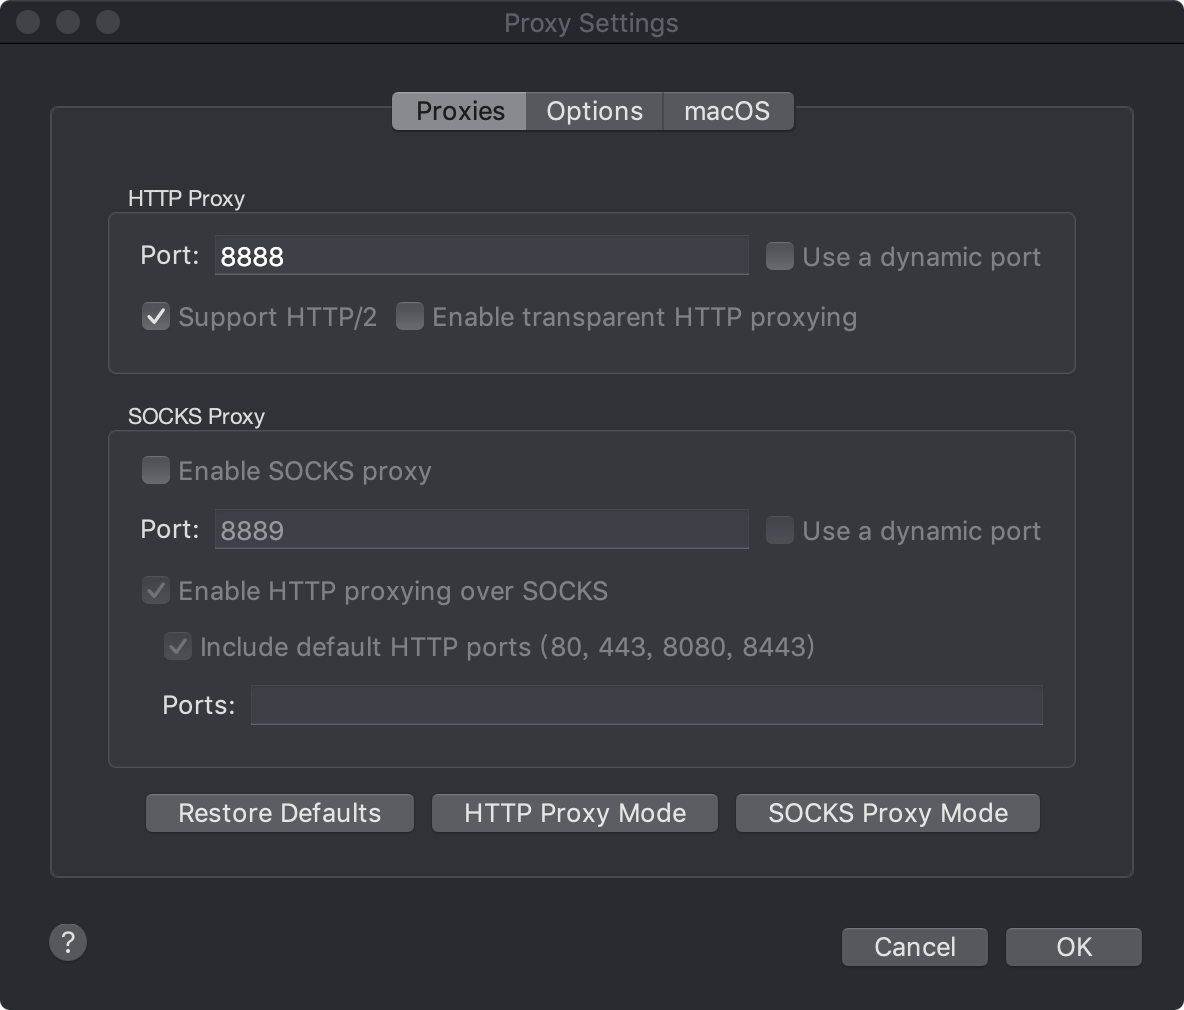 Proxy Settings
Proxies Options macOS
HTTP Proxy
Port: 8888 Use a dynamic port
Support HTTP/2 Enable transparent HTTP proxying
SOCKS Proxy
Enable SOCKS proxy
Port: 8889 Use a dynamic port
Enable HTTP proxying over SOCKS
Include default HTTP ports (80, 443, 8080, 8443)
Ports:
Restore Defaults HTTP Proxy Mode SOCKS Proxy Mode
? Cancel OK